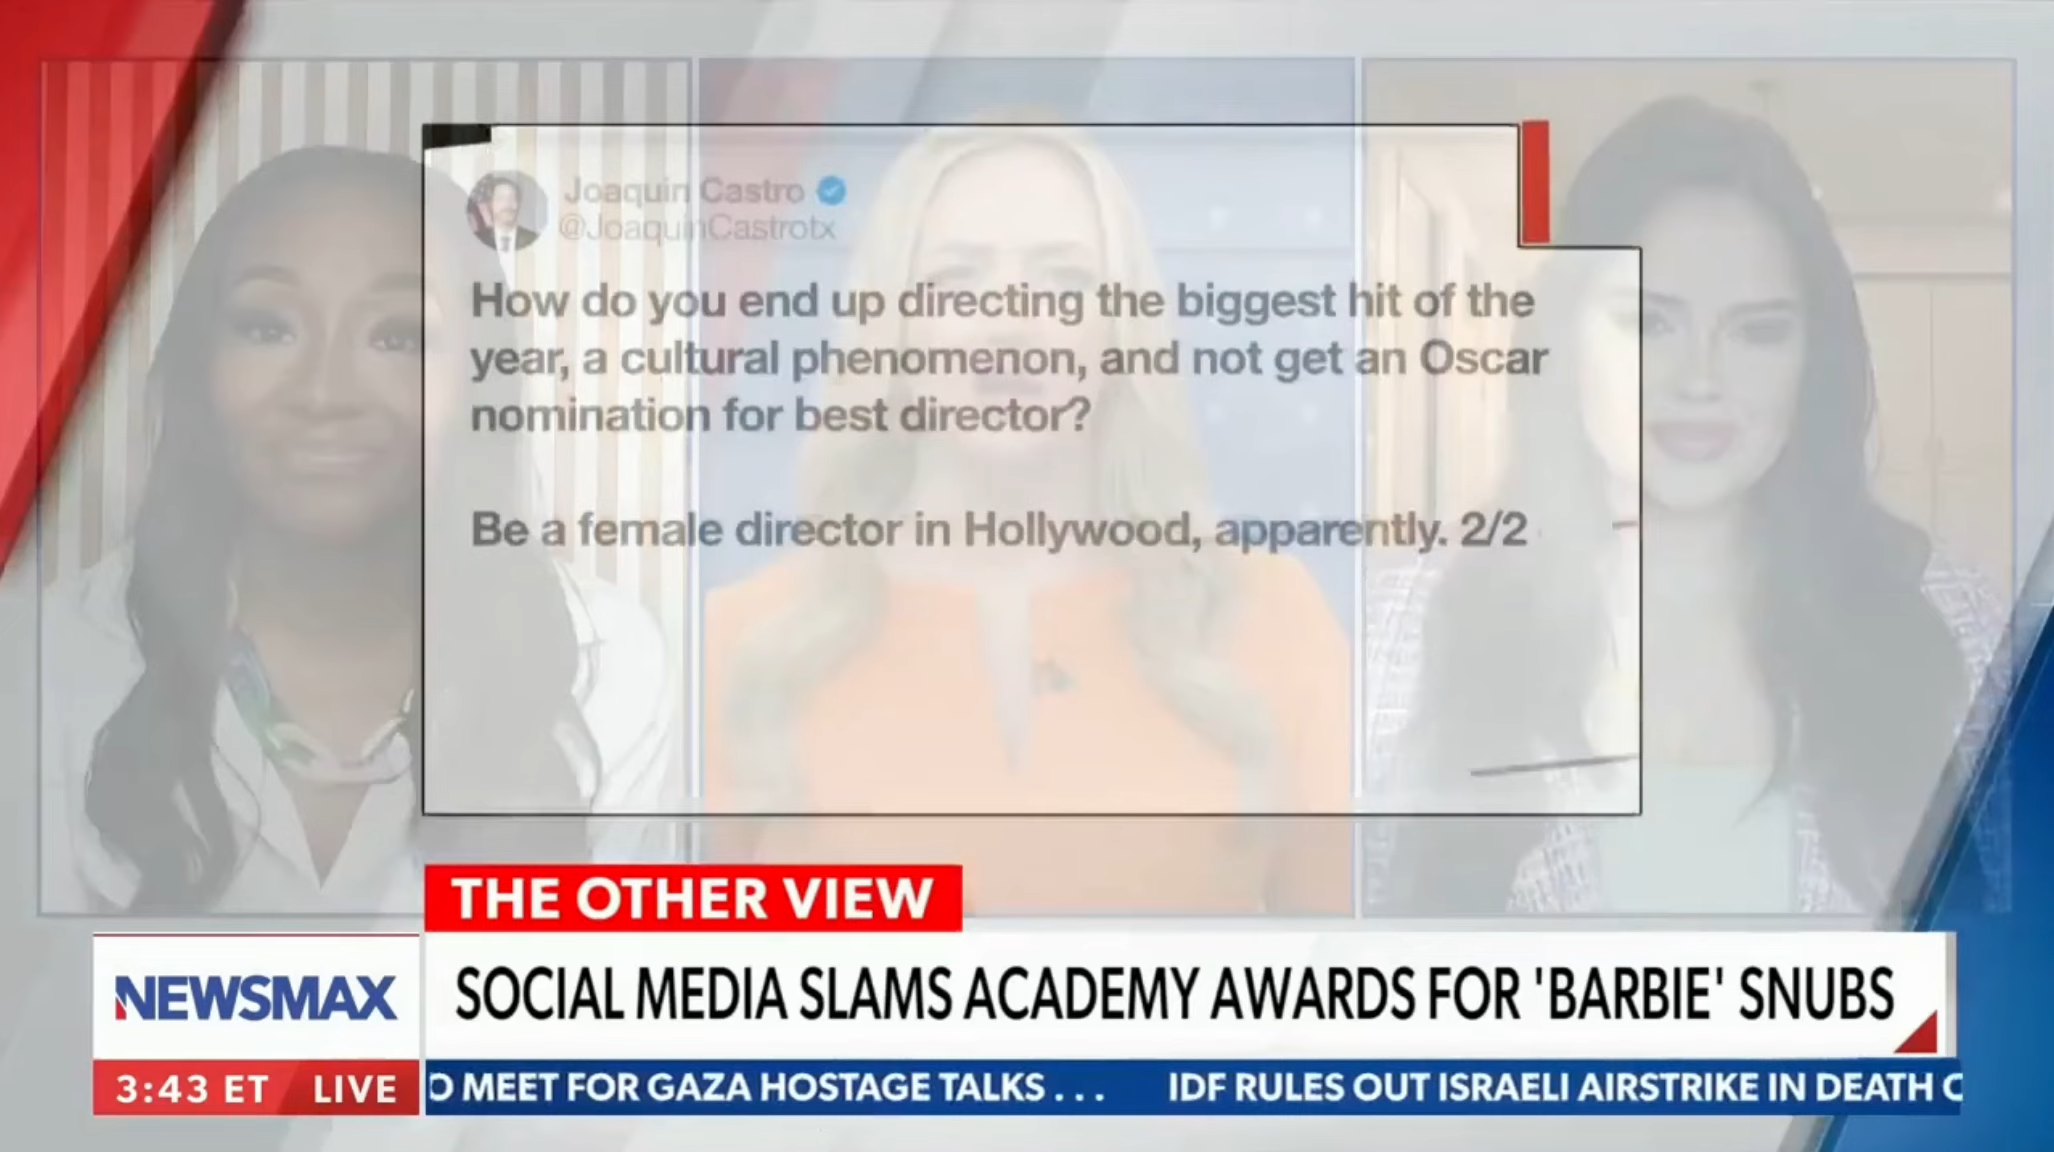 Joaquin Castro
@JoaquinCastrotx
How do you end up directing the biggest hit of the
year, a cultural phenomenon, and not get an Oscar
nomination for best director?
Be a female director in Hollywood, apparently. 2/2
THE OTHER VIEW
NEWSMAX
SOCIAL MEDIA SLAMS ACADEMY AWARDS FOR 'BARBIE' SNUBS
3:43 ET LIVE
O MEET FOR GAZA HOSTAGE TALKS... IDF RULES OUT ISRAELI AIRSTRIKE IN DEATH